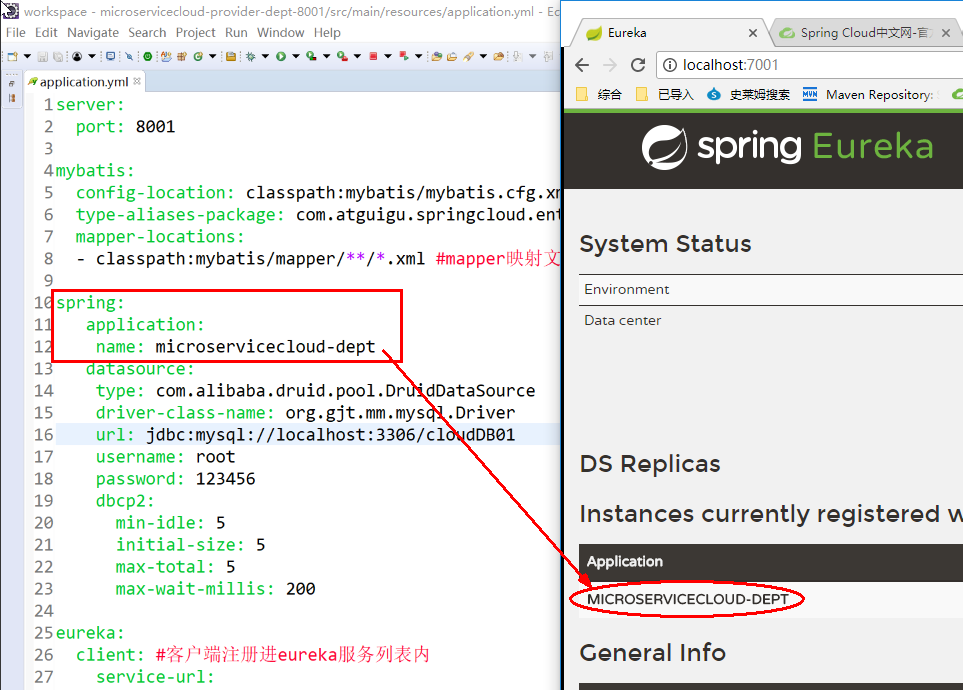 workspace - microservicecloud-provider-dept-8001/src/main/resources/application.yml - Ec
File Edit Navigate Search Project Run Window Help
application.yml
1 server:
2 port: 8001
3
4 mybatis:
5 config-location: classpath:mybatis/mybatis.cfg.xm
6 type-aliases-package: com.atguigu.springcloud.ent
7 mapper-locations:
8 - classpath:mybatis/mapper/**/*.xml #mapper映射文
9
10 spring:
11 application:
12 name: microservicecloud-dept
13 datasource:
14 type: com.alibaba.druid.pool.DruidDataSource
15 driver-class-name: org.gjt.mm.mysql.Driver
16 url: jdbc:mysql://localhost:3306/cloudDB01
17 username: root
18 password: 123456
19 dbcp2:
20 min-idle: 5
21 initial-size: 5
22 max-total: 5
23 max-wait-millis: 200
24
25 eureka:
26 client: #客户端注册进eureka服务列表内
27 service-url:
Eureka
Spring Cloud中文网-官
localhost:7001
综合 已导入 史莱姆搜索 Maven Repository:
spring Eureka
System Status
Environment
Data center
DS Replicas
Instances currently registered w
Application
MICROSERVICECLOUD-DEPT
General Info